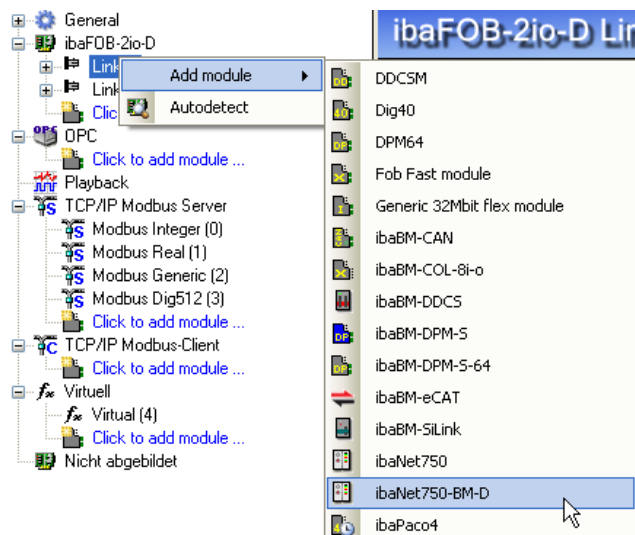 General
ibaFOB-2io-D
ibaFOB-2io-D Lin
Link
Add module
Link
Autodetect
Clic
OPC
Click to add module ...
Playback
TCP/IP Modbus Server
Modbus Integer (0)
Modbus Real (1)
Modbus Generic (2)
Modbus Dig512 (3)
Click to add module ...
TCP/IP Modbus-Client
Click to add module ...
Virtuell
Virtual (4)
Click to add module ...
Nicht abgebildet
DDCSM
Dig40
DPM64
Fob Fast module
Generic 32Mbit flex module
ibaBM-CAN
ibaBM-COL-8i-o
ibaBM-DDCS
ibaBM-DPM-S
ibaBM-DPM-S-64
ibaBM-eCAT
ibaBM-SiLink
ibaNet750
ibaNet750-BM-D
ibaPaco4